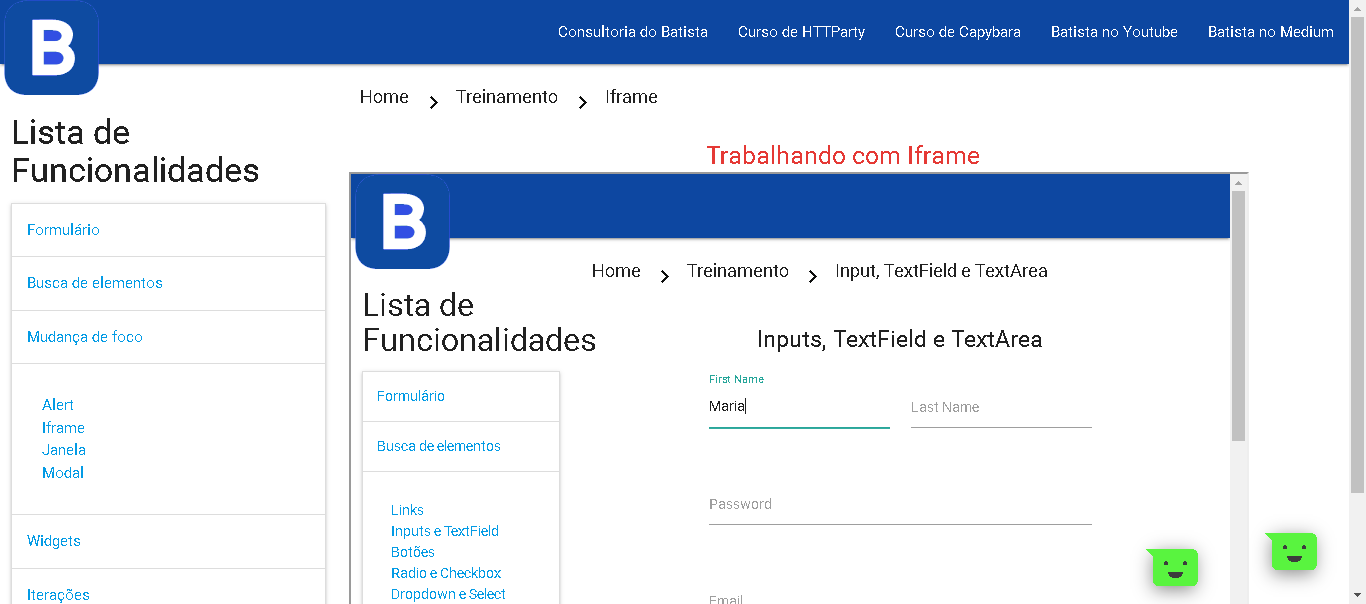 B
Consultoria do Batista
Curso de HTTParty
Curso de Capybara
Batista no Youtube
Batista no Medium
Home
Treinamento
Iframe
Lista de
Funcionalidades
Formulário
Busca de elementos
Mudança de foco
Alert
Iframe
Janela
Modal
Widgets
Iterações
Trabalhando com Iframe
B
Home
Treinamento
Input, TextField e TextArea
Lista de
Funcionalidades
Formulário
Busca de elementos
Links
Inputs e TextField
Botões
Radio e Checkbox
Dropdown e Select
Inputs, TextField e TextArea
First Name
Maria
Last Name
Password
Email